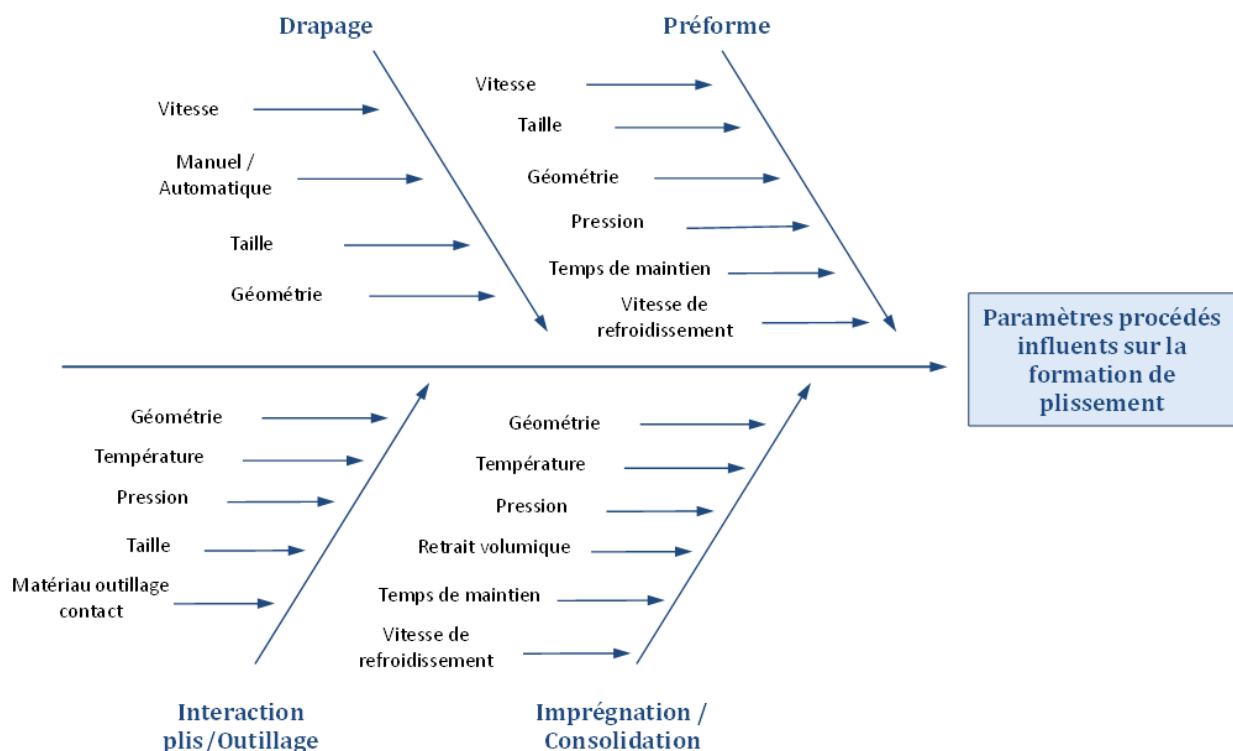 Drapage
Vitesse
Manuel /
Automatique
Taille
Géométrie
Préforme
Vitesse
Taille
Géométrie
Pression
Temps de maintien
Vitesse de
refroidissement
Paramètres procédés
influents sur la
formation de
plissement
Géométrie
Température
Pression
Taille
Matériau outillage
contact
Interaction
plis/Outillage
Géométrie
Température
Pression
Retrait volumique
Temps de maintien
Vitesse de
refroidissement
Imprégnation /
Consolidation